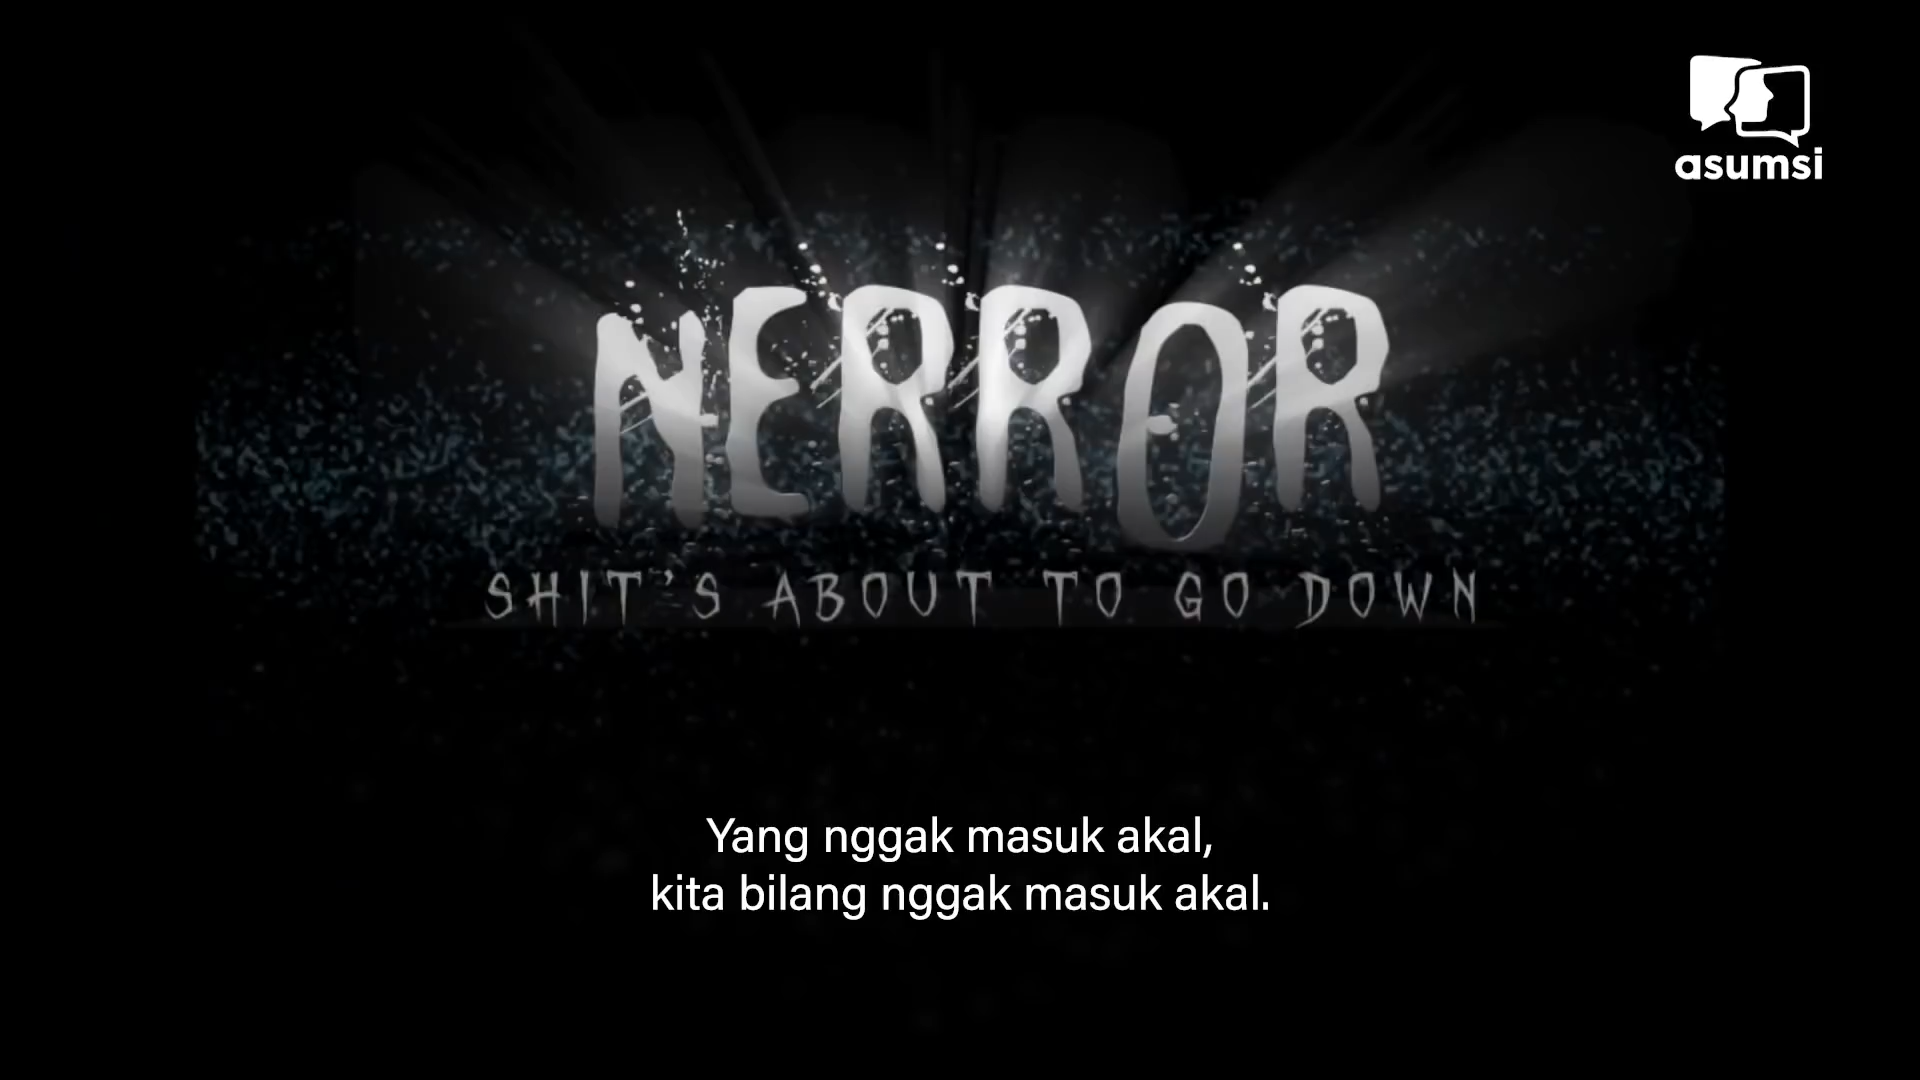 asumsi
NERROR
SHIT'S ABOUT TO GO DOWN
Yang nggak masuk akal,
kita bilang nggak masuk akal.